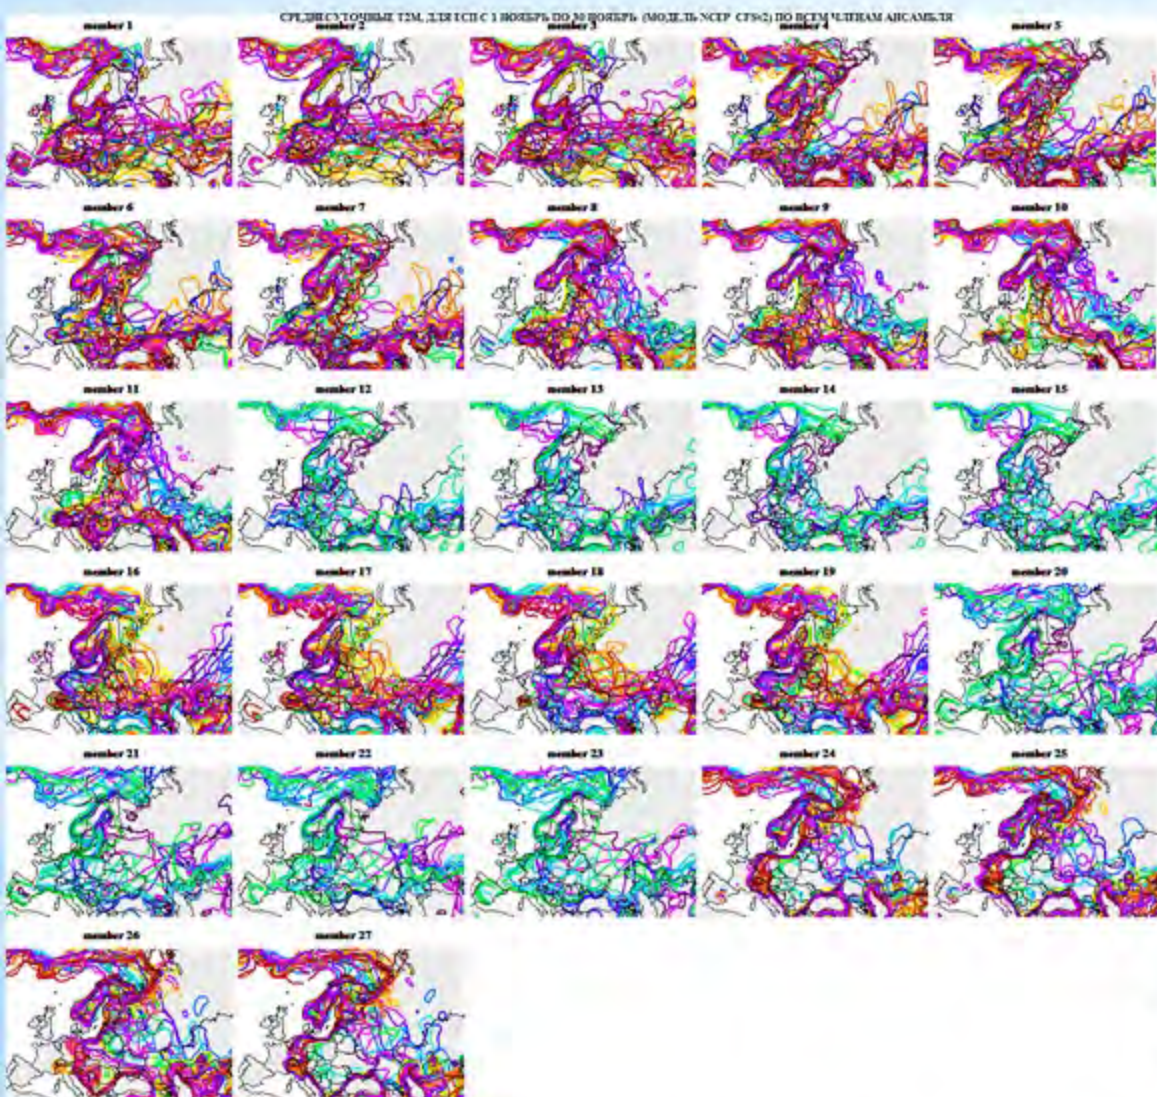 СРЕДНЕСУТОЧНЫЕ Т2М, ДЛЯ ЕСП С 1 НОЯБРЬ ПО 30 НОЯБРЬ (МОДЕЛЬ NCEP CFSv2) ПО ВСЕМ ЧЛЕНАМ АНСАМБЛЯ
member 1 member 2 member 3 member 4 member 5
member 6 member 7 member 8 member 9 member 10
member 11 member 12 member 13 member 14 member 15
member 16 member 17 member 18 member 19 member 20
member 21 member 22 member 23 member 24 member 25
member 26 member 27